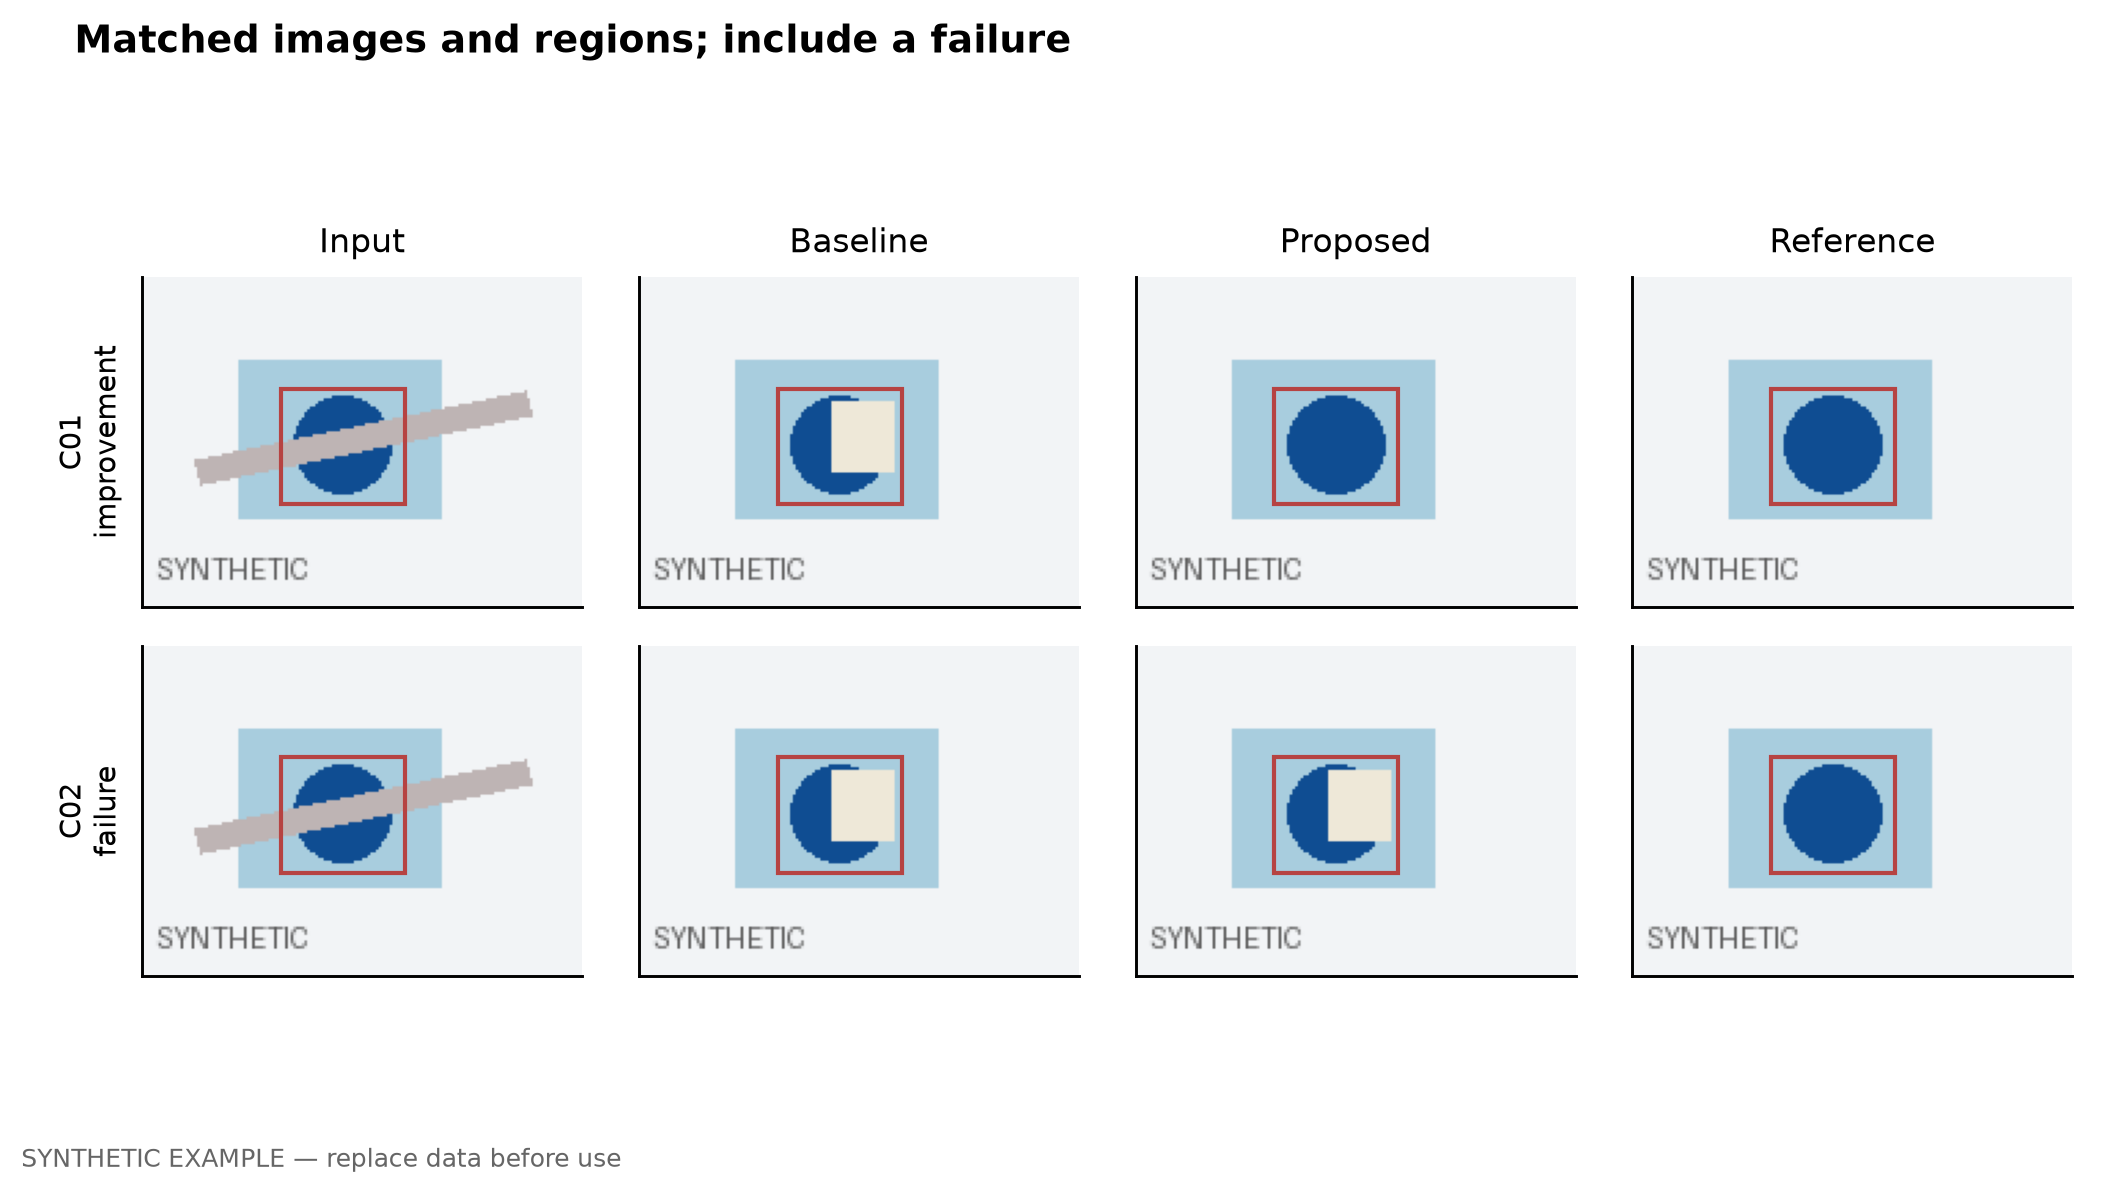 Matched images and regions; include a failure
Input
Baseline
Proposed
Reference
C01
improvement
SYNTHETIC
SYNTHETIC
SYNTHETIC
SYNTHETIC
C02
failure
SYNTHETIC
SYNTHETIC
SYNTHETIC
SYNTHETIC
SYNTHETIC EXAMPLE — replace data before use